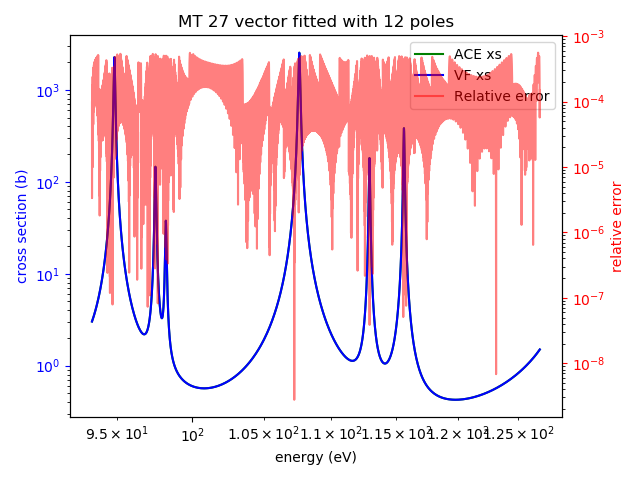 MT 27 vector fitted with 12 poles
ACE xs
VF xs
Relative error
cross section (b)
10³
10²
10¹
10⁰
10⁻³
10⁻⁴
10⁻⁵
10⁻⁶
10⁻⁷
10⁻⁸
relative error
9.5 × 10¹ 10² 1.05 × 10² 1.1 × 10² 1.15 × 10² 1.2 × 10² 1.25 × 10²
energy (eV)